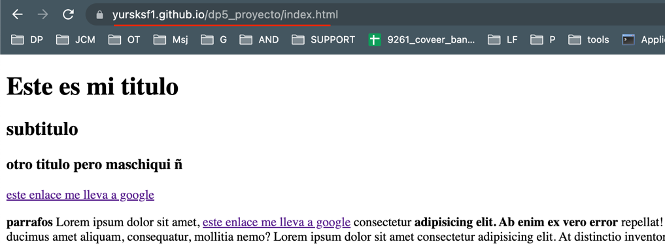 yursksf1.github.io/dp5_proyecto/index.html
DP JCM OT Msj G AND SUPPORT 9261_coveer_ban... LF P tools Applic
Este es mi titulo
subtitulo
otro titulo pero maschiqui ñ
este enlace me lleva a google
parrafos Lorem ipsum dolor sit amet, este enlace me lleva a google consectetur adipisicing elit. Ab enim ex vero error repellat!
ducimus amet aliquam, consequatur, mollitia nemo? Lorem ipsum dolor sit amet consectetur adipisicing elit. At distinctio invento